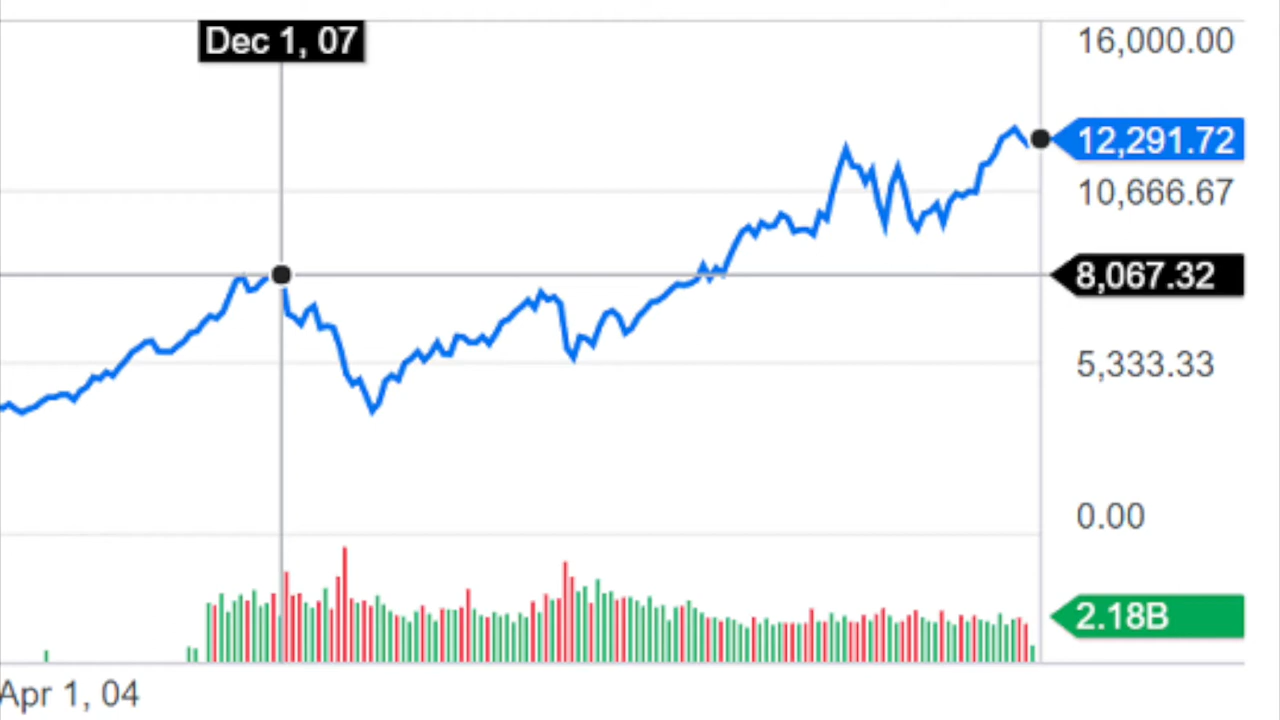 Dec 1, 07
16,000.00
12,291.72
10,666.67
8,067.32
5,333.33
0.00
2.18B
Apr 1, 04